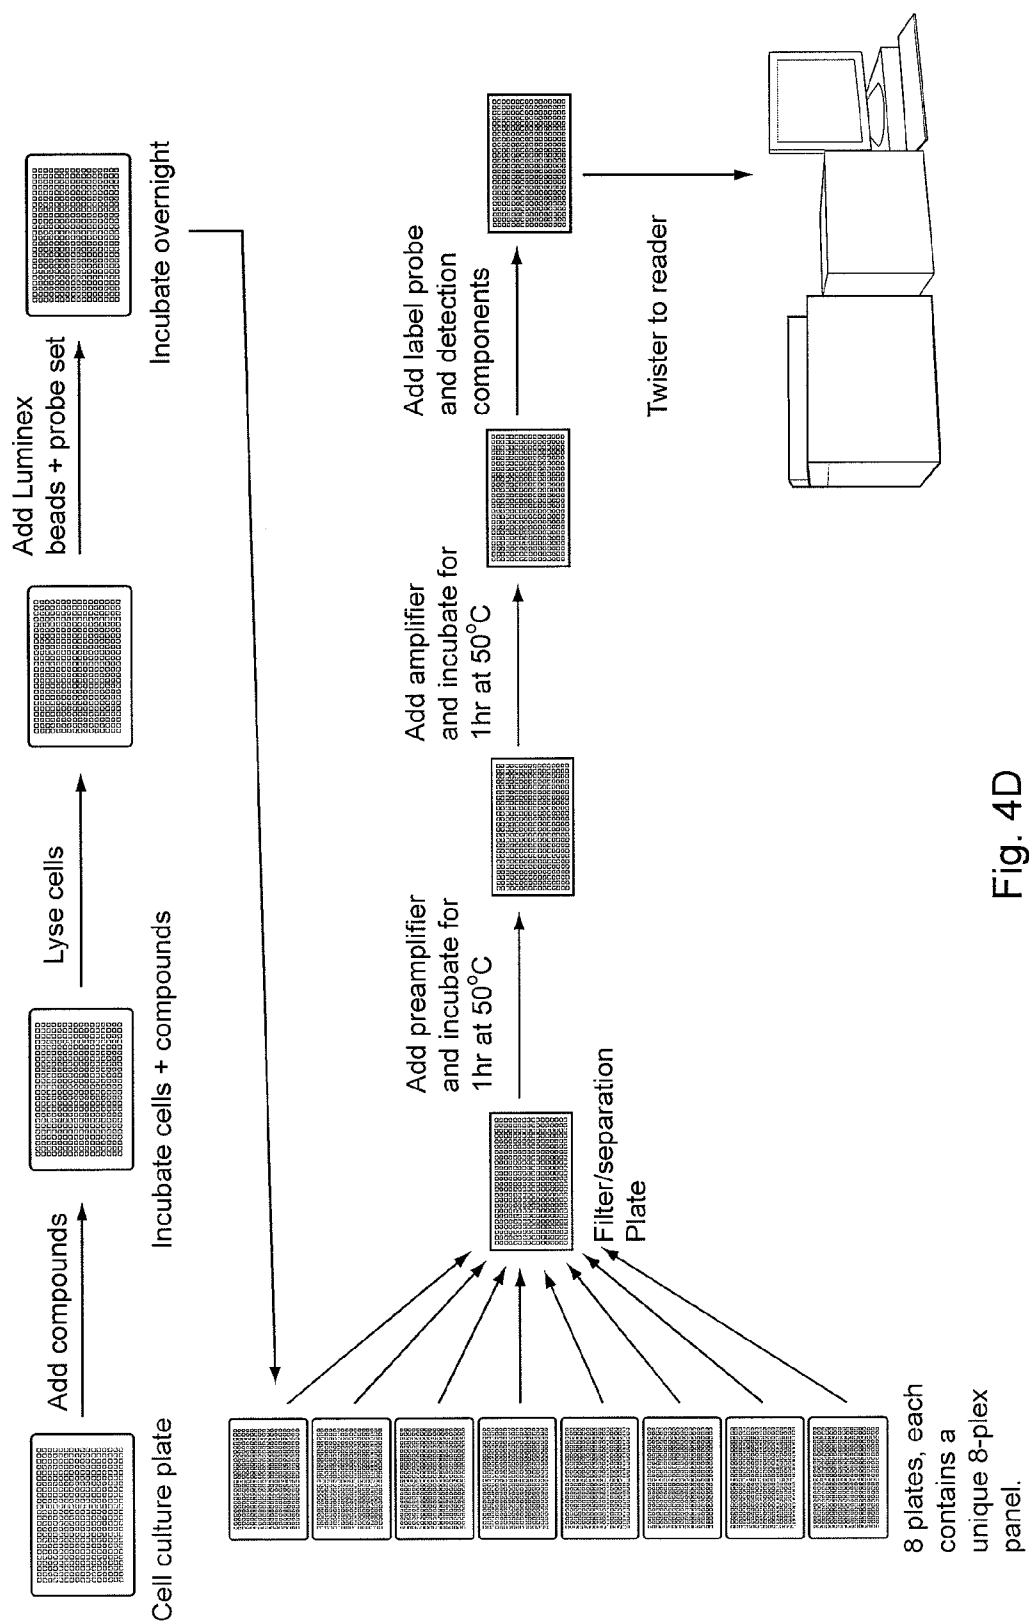 Cell culture plate
Add compounds
Incubate cells + compounds
Lyse cells
Add Luminex
beads + probe set
Incubate overnight
8 plates, each
contains a
unique 8-plex
panel.
Filter/separation
Plate
Add preamplifier
and incubate for
1hr at 50°C
Add amplifier
and incubate for
1hr at 50°C
Add label probe
and detection
components
Twister to reader
Fig. 4D